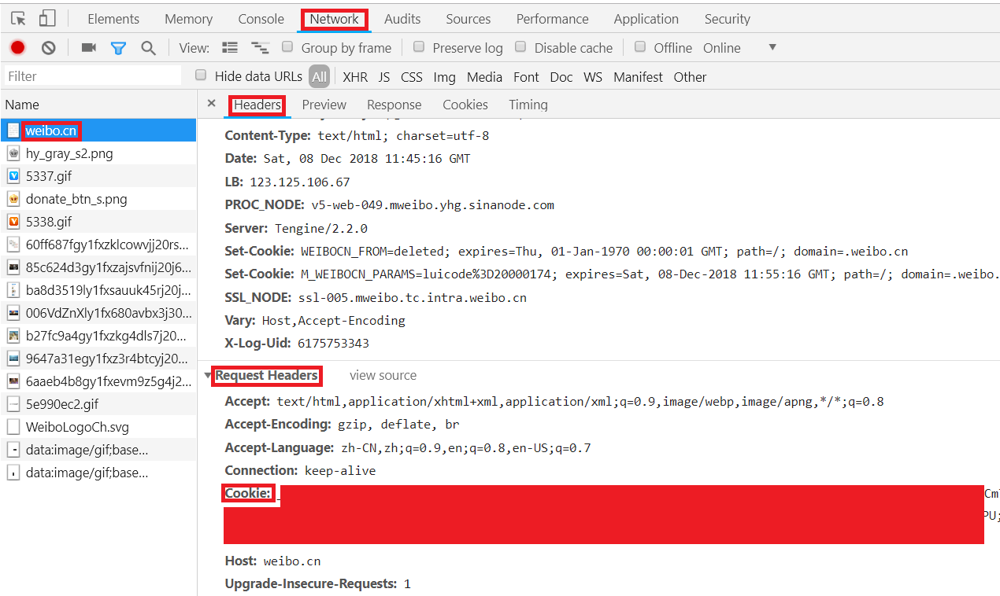 Elements Memory Console Network Audits Sources Performance Application Security
View: Group by frame Preserve log Disable cache Offline Online
Filter Hide data URLs All XHR JS CSS Img Media Font Doc WS Manifest Other
Name
Headers Preview Response Cookies Timing
weibo.cn
hy_gray_s2.png
5337.gif
donate_btn_s.png
5338.gif
60ff687fgy1fxzklcowvjj20rs...
85c624d3gy1fxzajsvfnij20j6...
ba8d3519ly1fxsauuk45rj20j...
006VdZnXly1fx680avbx3j30...
b27fc9a4gy1fxzkg4dls7j20...
9647a31egy1fxz3r4btcyj20...
6aaeb4b8gy1fxevm9z5g4j2...
5e990ec2.gif
WeiboLogoCh.svg
data:image/gif;base...
data:image/gif;base...
Content-Type: text/html; charset=utf-8
Date: Sat, 08 Dec 2018 11:45:16 GMT
LB: 123.125.106.67
PROC_NODE: v5-web-049.mweibo.yhg.sinanode.com
Server: Tengine/2.2.0
Set-Cookie: WEIBOCN_FROM=deleted; expires=Thu, 01-Jan-1970 00:00:01 GMT; path=/; domain=.weibo.cn
Set-Cookie: M_WEIBOCN_PARAMS=luicode%3D20000174; expires=Sat, 08-Dec-2018 11:55:16 GMT; path=/; domain=.weibo.
SSL_NODE: ssl-005.mweibo.tc.intra.weibo.cn
Vary: Host,Accept-Encoding
X-Log-Uid: 6175753343
Request Headers view source
Accept: text/html,application/xhtml+xml,application/xml;q=0.9,image/webp,image/apng,*/*;q=0.8
Accept-Encoding: gzip, deflate, br
Accept-Language: zh-CN,zh;q=0.9,en;q=0.8,en-US;q=0.7
Connection: keep-alive
Cookie: _
PU;
Host: weibo.cn
Upgrade-Insecure-Requests: 1